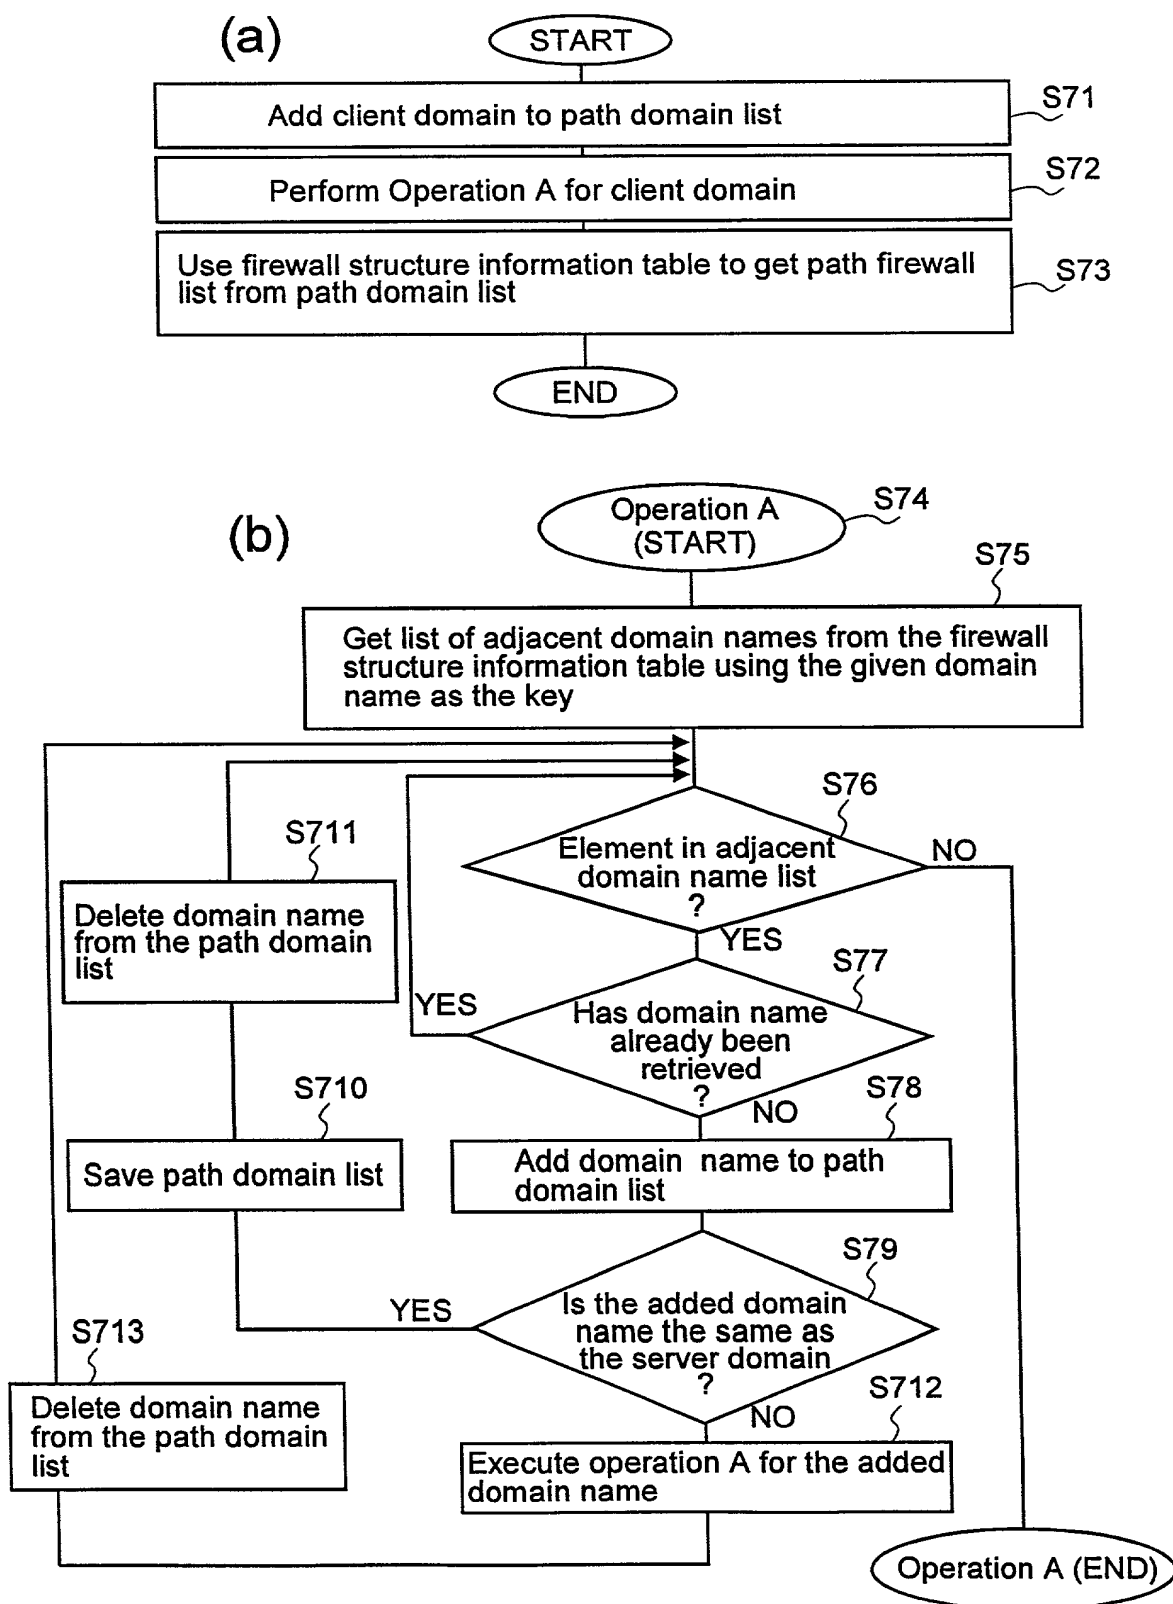 (a)
START
Add client domain to path domain list
S71
Perform Operation A for client domain
S72
Use firewall structure information table to get path firewall
list from path domain list
S73
END
(b)
Operation A
(START)
S74
S75
Get list of adjacent domain names from the firewall
structure information table using the given domain
name as the key
S76
Element in adjacent
domain name list
?
NO
YES
S711
Delete domain name
from the path domain
list
S77
YES
Has domain name
already been
retrieved
?
NO
S710
Save path domain list
S78
Add domain name to path
domain list
S79
YES
Is the added domain
name the same as
the server domain
?
NO
S713
Delete domain name
from the path domain
list
S712
Execute operation A for the added
domain name
Operation A (END)